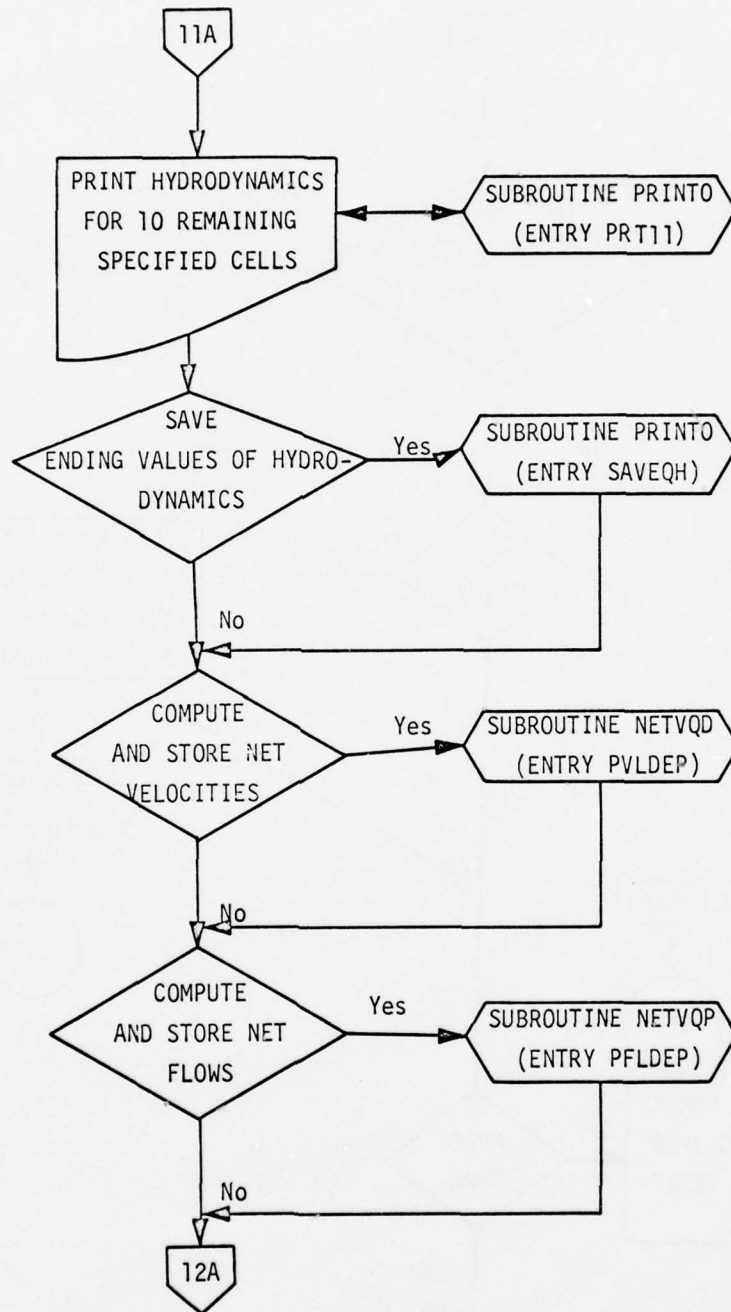 11A
PRINT HYDRODYNAMICS
FOR 10 REMAINING
SPECIFIED CELLS
SUBROUTINE PRINTO
(ENTRY PRT11)
SAVE
ENDING VALUES OF HYDRO-
DYNAMICS
Yes
SUBROUTINE PRINTO
(ENTRY SAVEQH)
No
COMPUTE
AND STORE NET
VELOCITIES
Yes
SUBROUTINE NETVQD
(ENTRY PVLDEP)
No
COMPUTE
AND STORE NET
FLOWS
Yes
SUBROUTINE NETVQP
(ENTRY PFLDEP)
No
12A